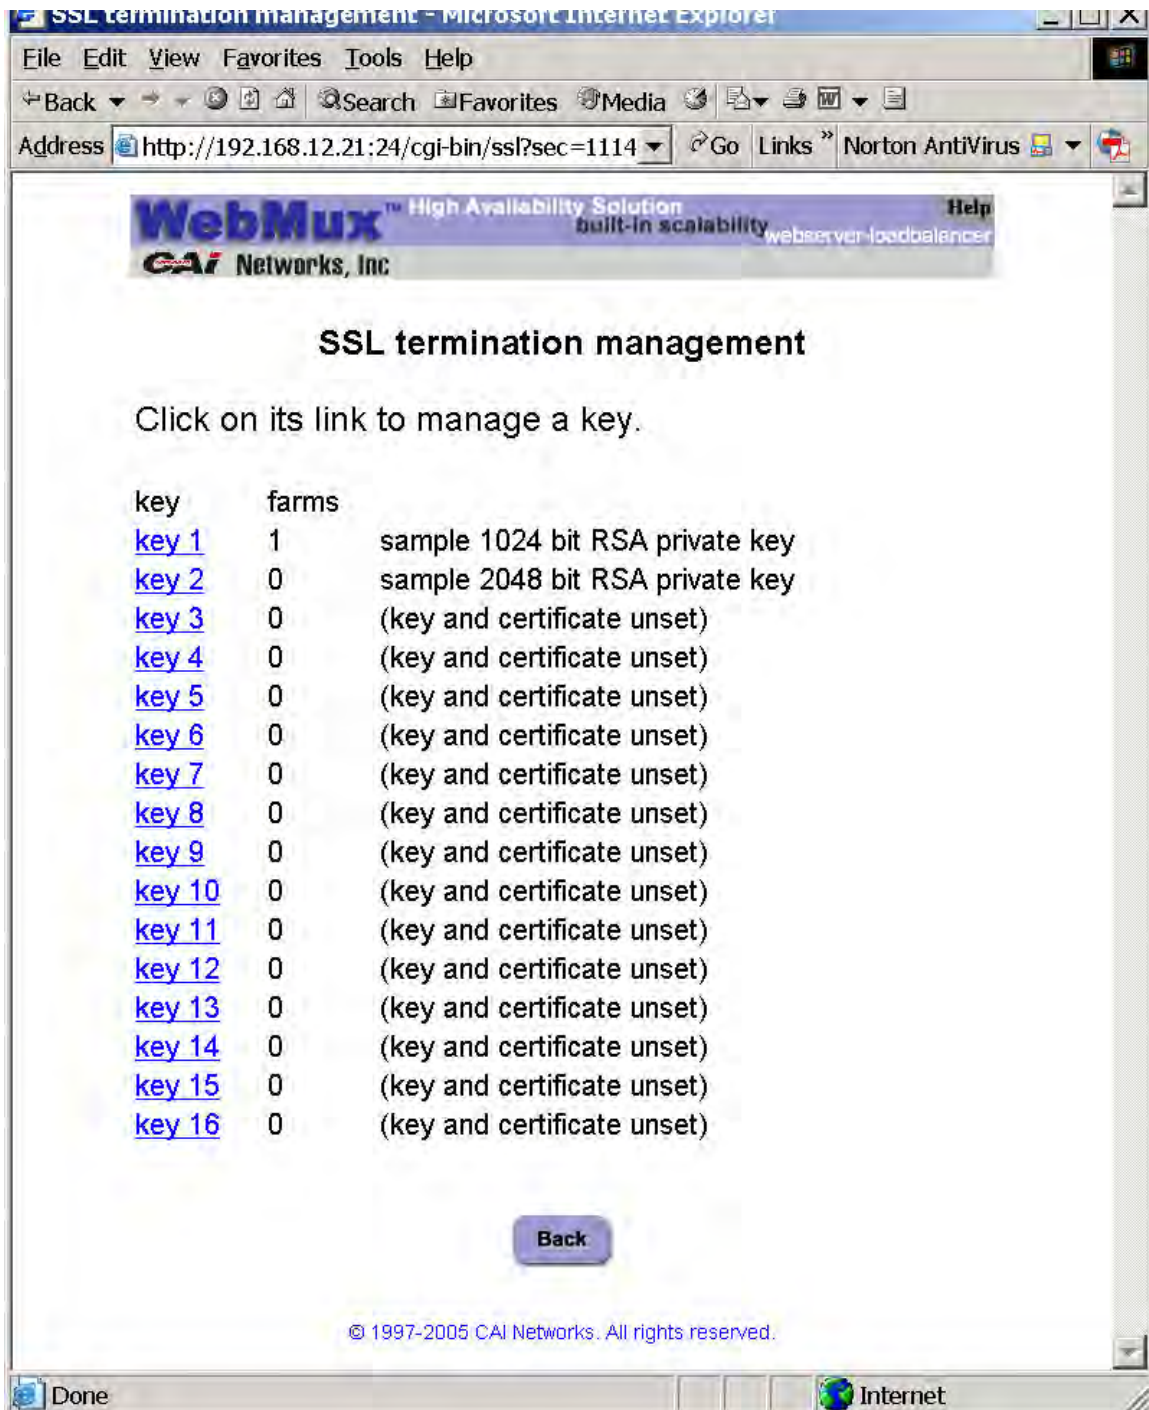 SSL termination management - Microsoft Internet Explorer
File Edit View Favorites Tools Help
Back Search Favorites Media
Address http://192.168.12.21:24/cgi-bin/ssl?sec=1114 Go Links » Norton AntiVirus
WebMux™ High Availability Solution Help
built-in scalability
webserver-loadbalancer
CAI Networks, Inc
SSL termination management
Click on its link to manage a key.
key farms
key 1 1 sample 1024 bit RSA private key
key 2 0 sample 2048 bit RSA private key
key 3 0 (key and certificate unset)
key 4 0 (key and certificate unset)
key 5 0 (key and certificate unset)
key 6 0 (key and certificate unset)
key 7 0 (key and certificate unset)
key 8 0 (key and certificate unset)
key 9 0 (key and certificate unset)
key 10 0 (key and certificate unset)
key 11 0 (key and certificate unset)
key 12 0 (key and certificate unset)
key 13 0 (key and certificate unset)
key 14 0 (key and certificate unset)
key 15 0 (key and certificate unset)
key 16 0 (key and certificate unset)
Back
© 1997-2005 CAI Networks. All rights reserved.
Done Internet